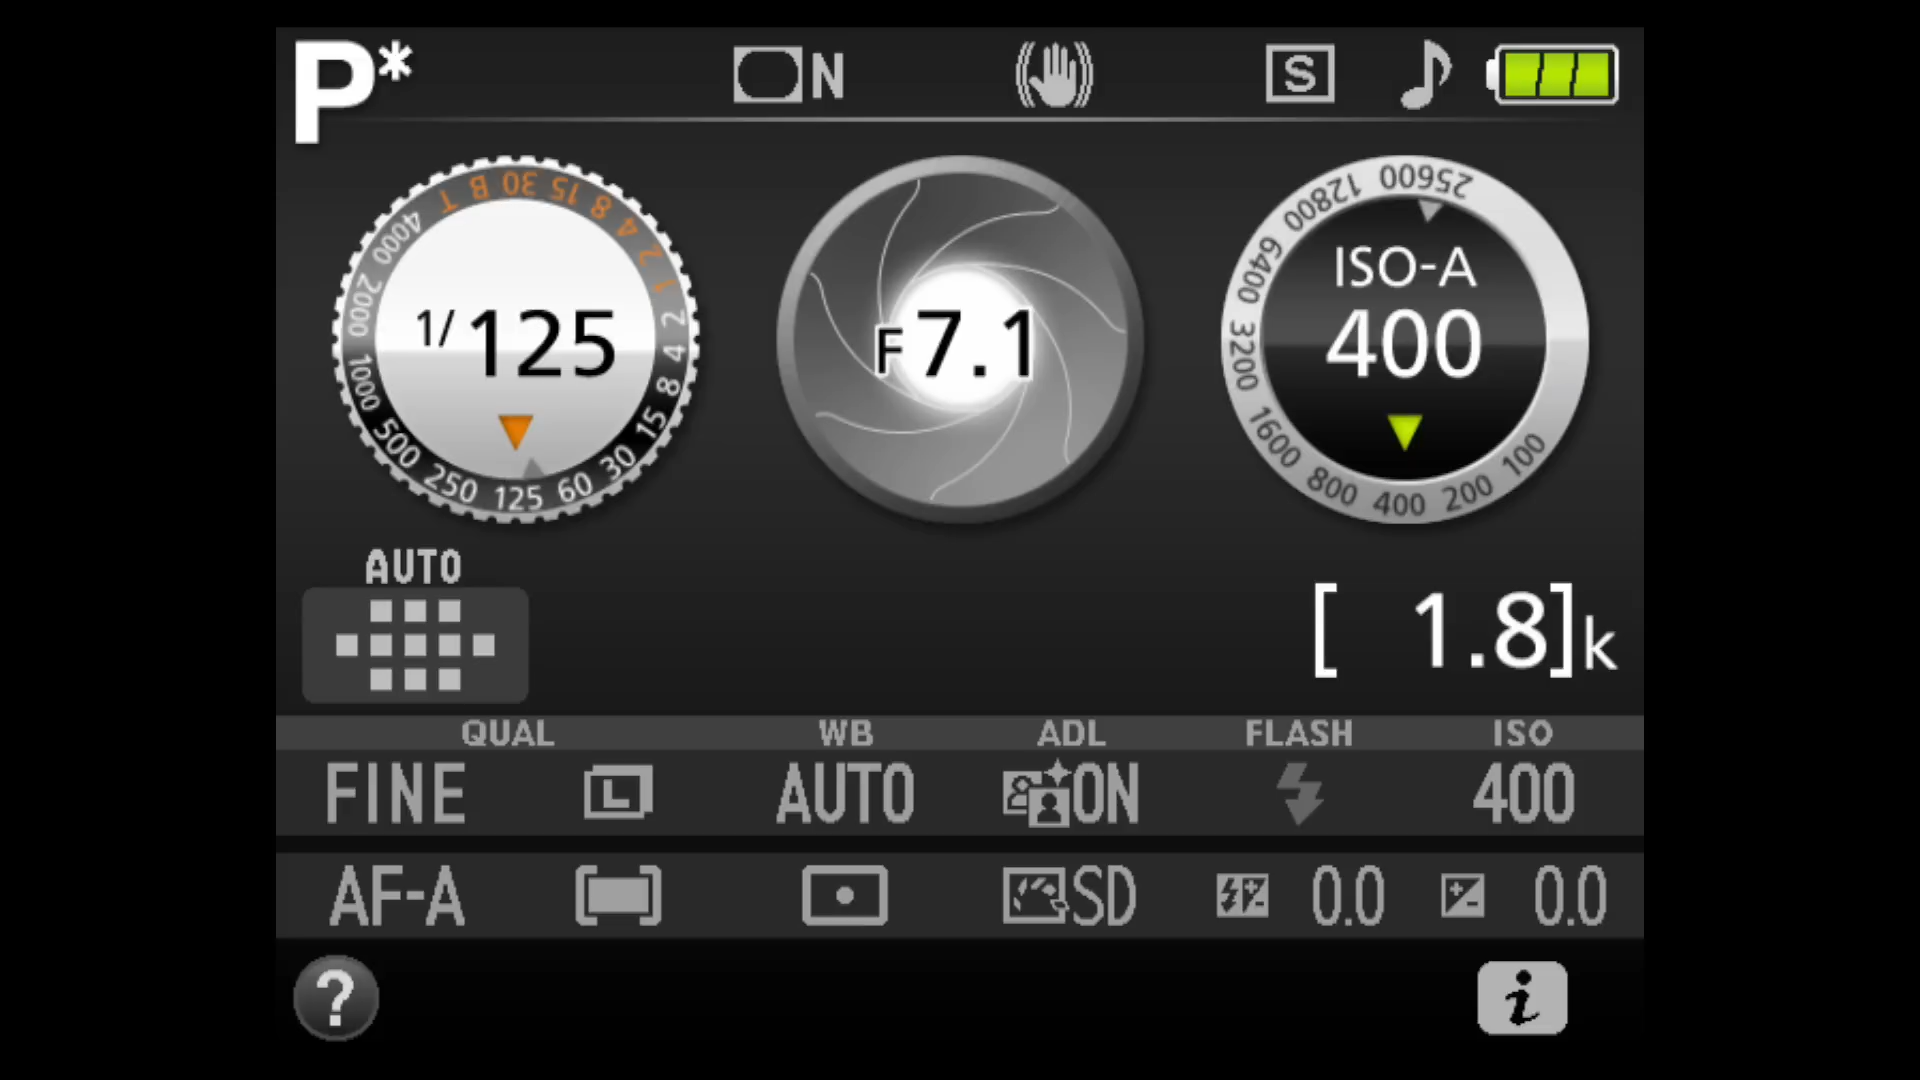 P* N S
T B 30 15 8 4 2 1
4000 2000 1000 500 250 125 60 30 15 8 4 2
1/125
F7.1
25600 12800 6400 3200 1600 800 400 200 100
ISO-A
400
AUTO
[ 1.8]k
QUAL WB ADL FLASH ISO
FINE L AUTO ON 400
AF-A SD 0.0 0.0
? i